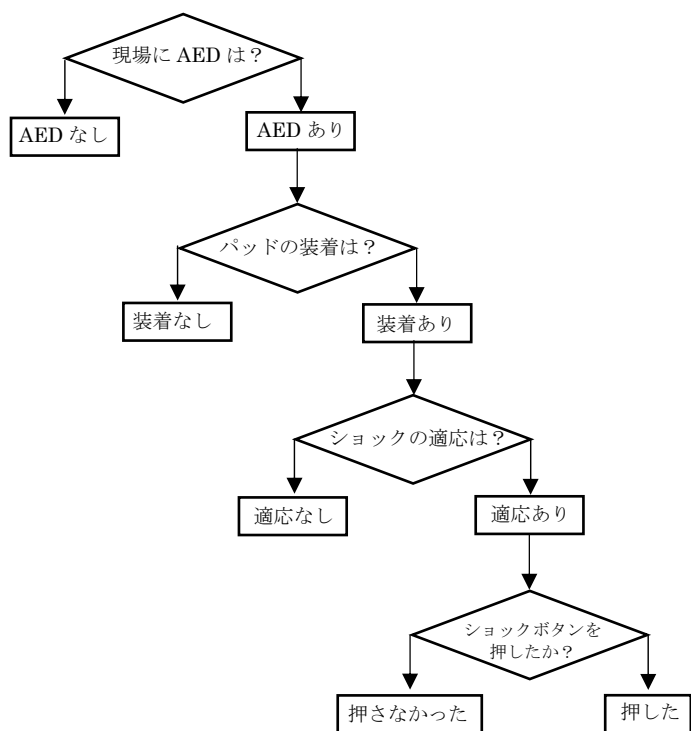 現場に AED は？
AED なし
AED あり
パッドの装着は？
装着なし
装着あり
ショックの適応は？
適応なし
適応あり
ショックボタンを
押したか？
押さなかった
押した